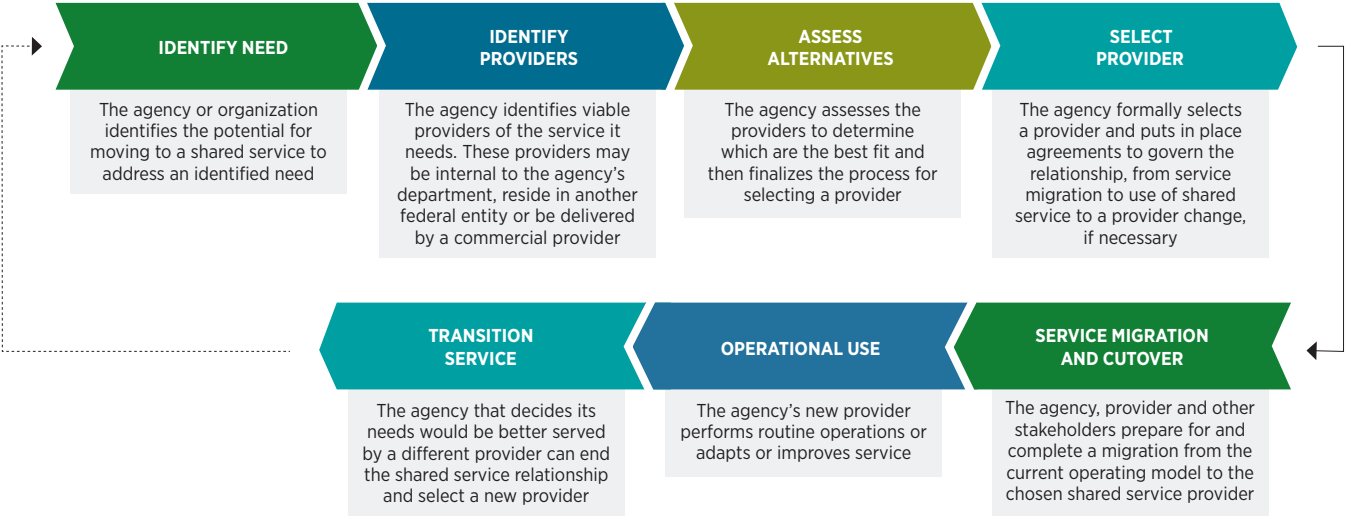 IDENTIFY NEED
The agency or organization
identifies the potential for
moving to a shared service to
address an identified need
IDENTIFY
PROVIDERS
The agency identifies viable
providers of the service it
needs. These providers may
be internal to the agency’s
department, reside in another
federal entity or be delivered
by a commercial provider
ASSESS
ALTERNATIVES
The agency assesses the
providers to determine
which are the best fit and
then finalizes the process for
selecting a provider
SELECT
PROVIDER
The agency formally selects
a provider and puts in place
agreements to govern the
relationship, from service
migration to use of shared
service to a provider change,
if necessary
SERVICE MIGRATION
AND CUTOVER
The agency, provider and other
stakeholders prepare for and
complete a migration from the
current operating model to the
chosen shared service provider
OPERATIONAL USE
The agency’s new provider
performs routine operations or
adapts or improves service
TRANSITION
SERVICE
The agency that decides its
needs would be better served
by a different provider can end
the shared service relationship
and select a new provider